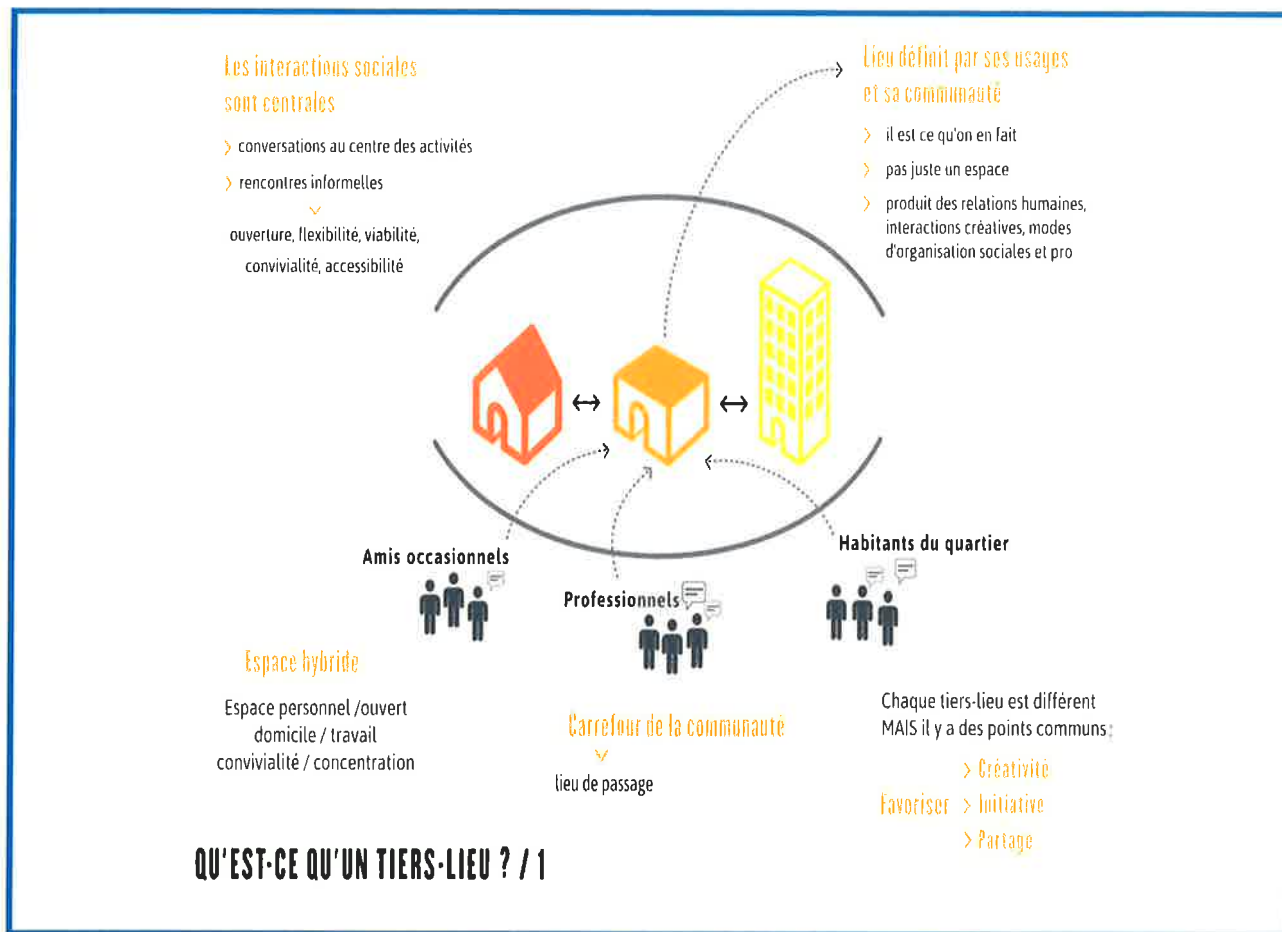 Les interactions sociales
sont centrales
> conversations au centre des activités
> rencontres informelles
ouverture, flexibilité, viabilité,
convivialité, accessibilité
Lieu définit par ses usages
et sa communauté
> il est ce qu'on en fait
> pas juste un espace
> produit des relations humaines,
interactions créatives, modes
d'organisation sociales et pro
Amis occasionnels
Professionnels
Habitants du quartier
Espace hybride
Espace personnel /ouvert
domicile / travail
convivialité / concentration
Carrefour de la communauté
lieu de passage
Chaque tiers-lieu est différent
MAIS il y a des points communs :
> Créativité
Favoriser > Initiative
> Partage
QU'EST-CE QU'UN TIERS-LIEU ? / 1